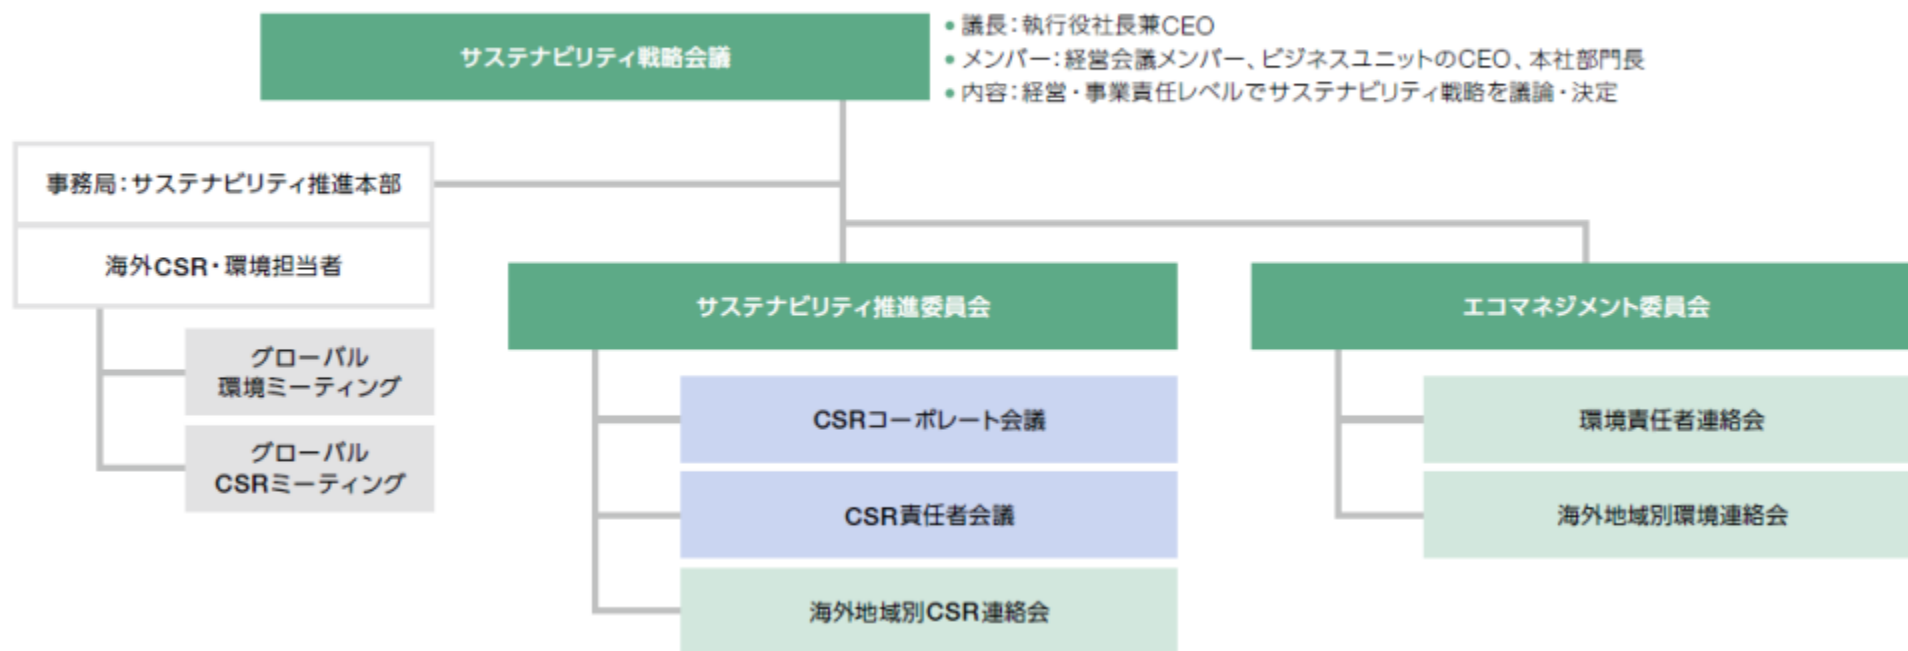 サステナビリティ戦略会議
• 議長：執行役社長兼CEO
• メンバー：経営会議メンバー、ビジネスユニットのCEO、本社部門長
• 内容：経営・事業責任レベルでサステナビリティ戦略を議論・決定
事務局：サステナビリティ推進本部
海外CSR・環境担当者
グローバル
環境ミーティング
グローバル
CSRミーティング
サステナビリティ推進委員会
CSRコーポレート会議
CSR責任者会議
海外地域別CSR連絡会
エコマネジメント委員会
環境責任者連絡会
海外地域別環境連絡会